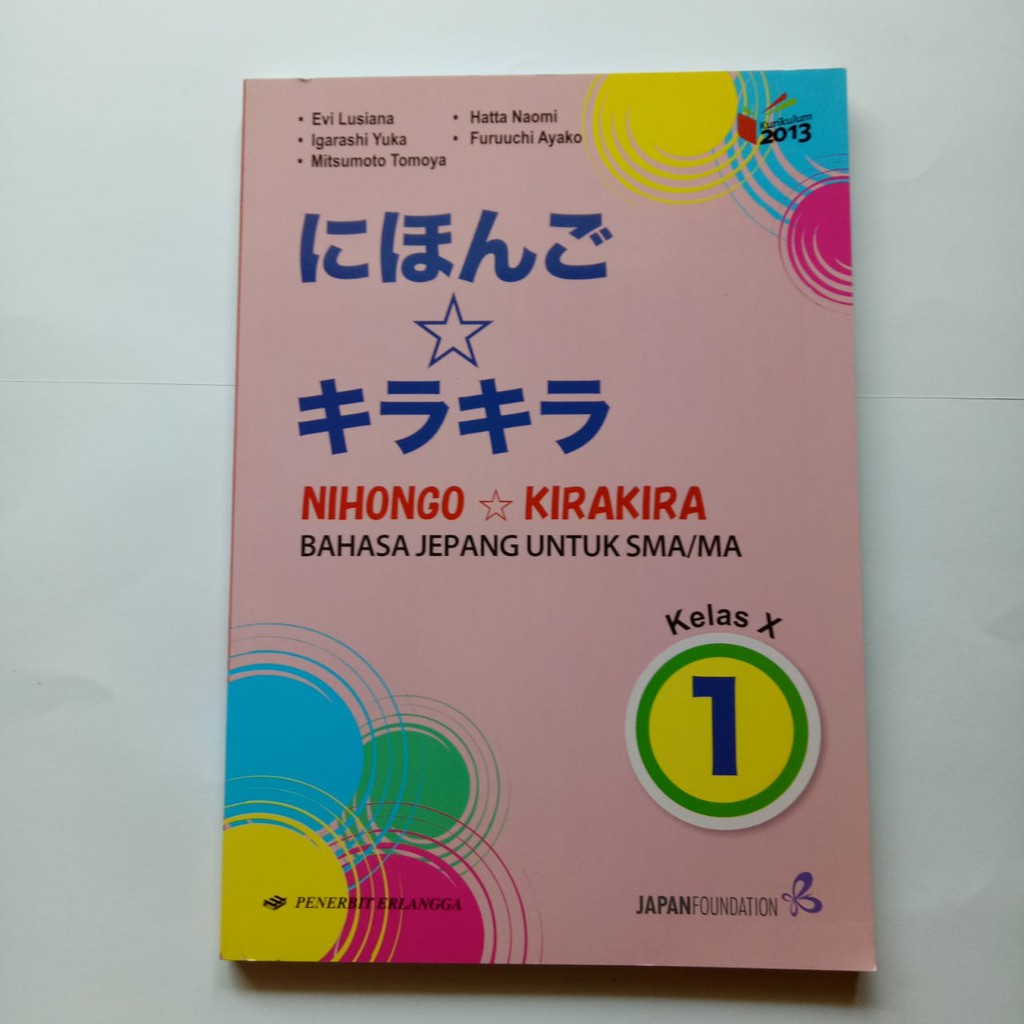 • Evi Lusiana
• Igarashi Yuka
• Mitsumoto Tomoya
• Hatta Naomi
• Furuuchi Ayako
Kurikulum
2013
にほんご
☆
キラキラ
NIHONGO ☆ KIRAKIRA
BAHASA JEPANG UNTUK SMA/MA
Kelas X
1
PENERBIT ERLANGGA
JAPANFOUNDATION